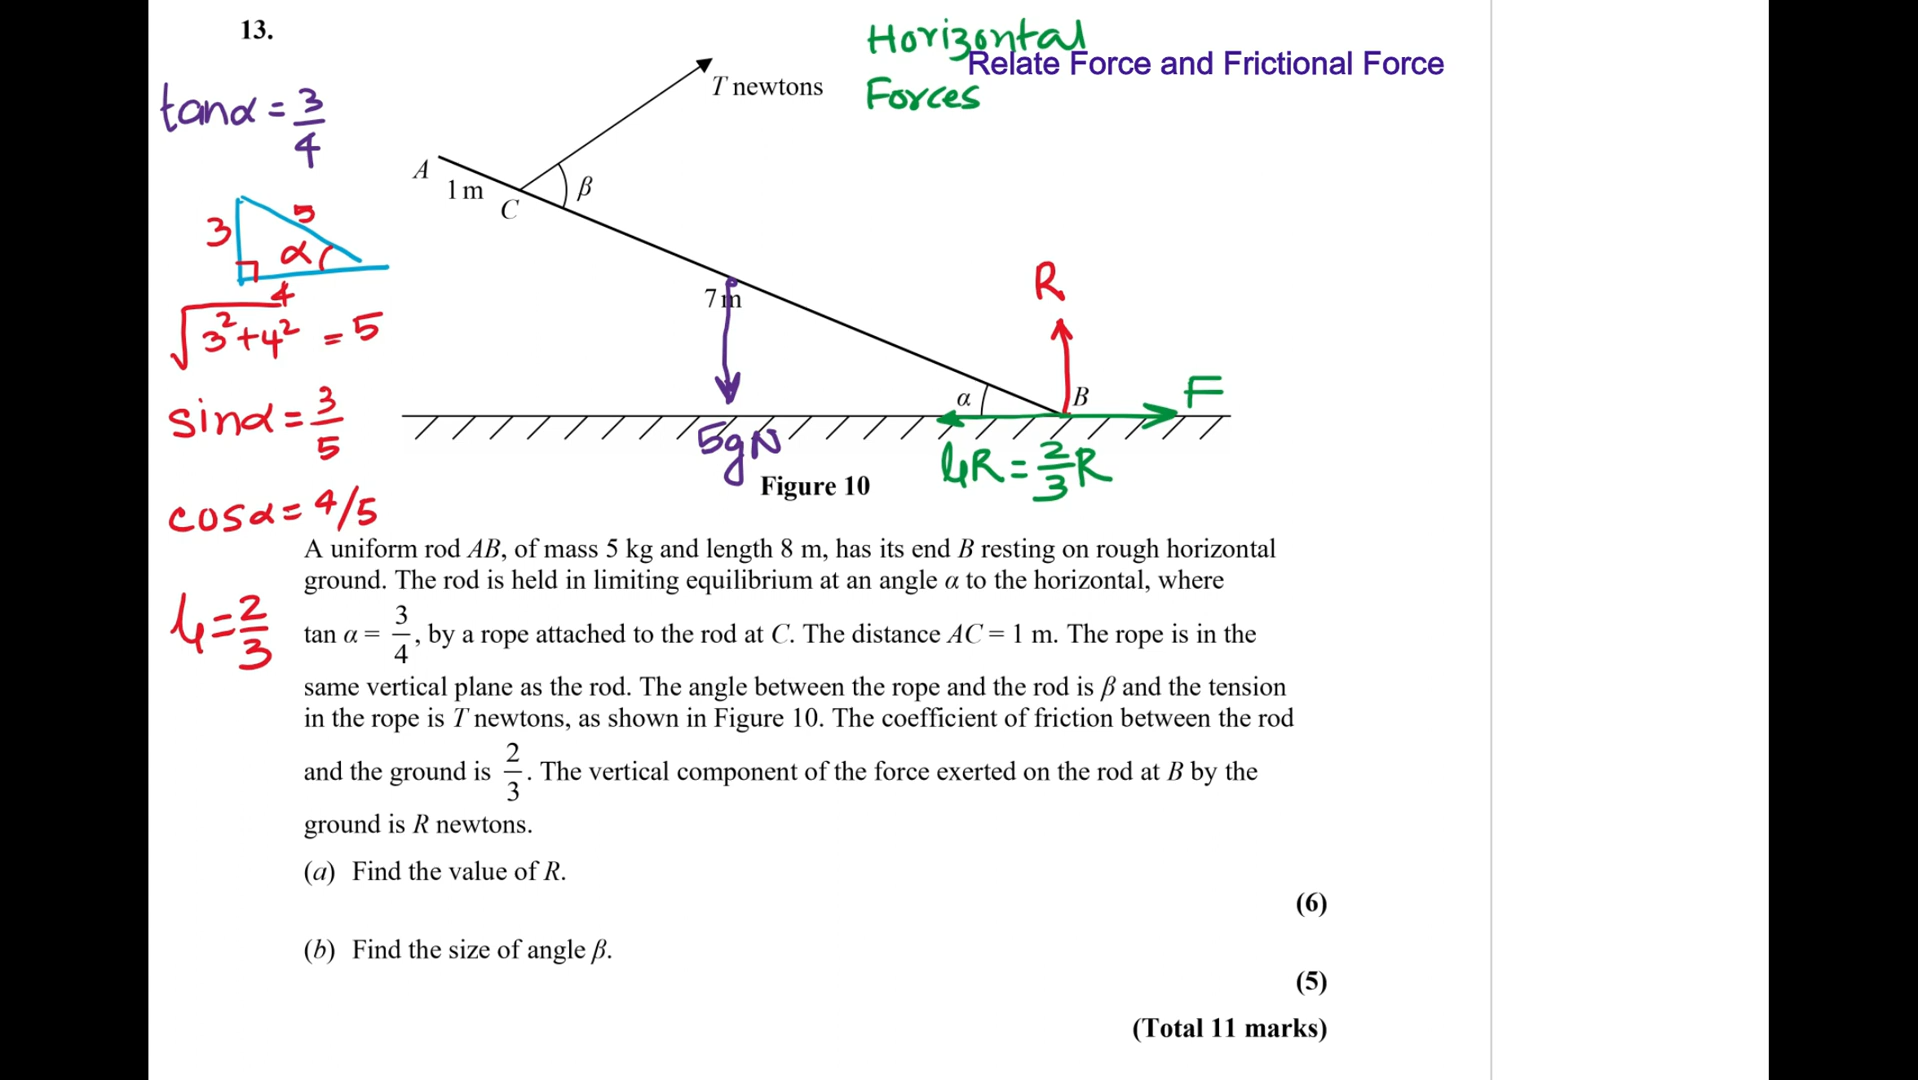 13.
Horizontal
Relate Force and Frictional Force
Forces
T newtons
tanα = 3/4
A
1 m
C
β
3
5
α
4
√3²+4² = 5
7 m
R
α
B
F
sinα = 3/5
5gN
μR = 2/3 R
Figure 10
cosα = 4/5
A uniform rod AB, of mass 5 kg and length 8 m, has its end B resting on rough horizontal
ground. The rod is held in limiting equilibrium at an angle α to the horizontal, where
μ = 2/3
tan α = 3/4, by a rope attached to the rod at C. The distance AC = 1 m. The rope is in the
same vertical plane as the rod. The angle between the rope and the rod is β and the tension
in the rope is T newtons, as shown in Figure 10. The coefficient of friction between the rod
and the ground is 2/3. The vertical component of the force exerted on the rod at B by the
ground is R newtons.
(a) Find the value of R.
(6)
(b) Find the size of angle β.
(5)
(Total 11 marks)